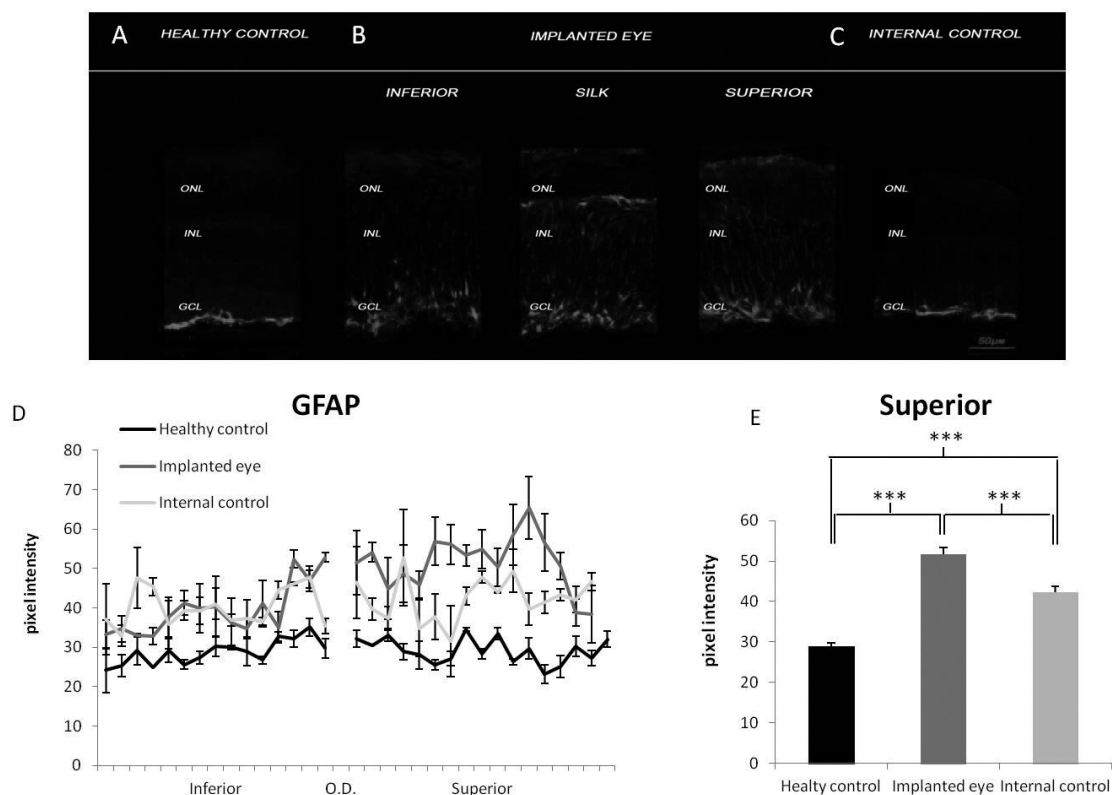 A HEALTHY CONTROL B IMPLANTED EYE C INTERNAL CONTROL
INFERIOR SILK SUPERIOR
ONL ONL ONL ONL ONL
INL INL INL INL INL
GCL GCL GCL GCL GCL
50µm
D GFAP
Healthy control
Implanted eye
Internal control
pixel intensity
80
70
60
50
40
30
20
10
0
Inferior O.D. Superior
E Superior
***
*** ***
pixel intensity
60
50
40
30
20
10
0
Healty control Implanted eye Internal control